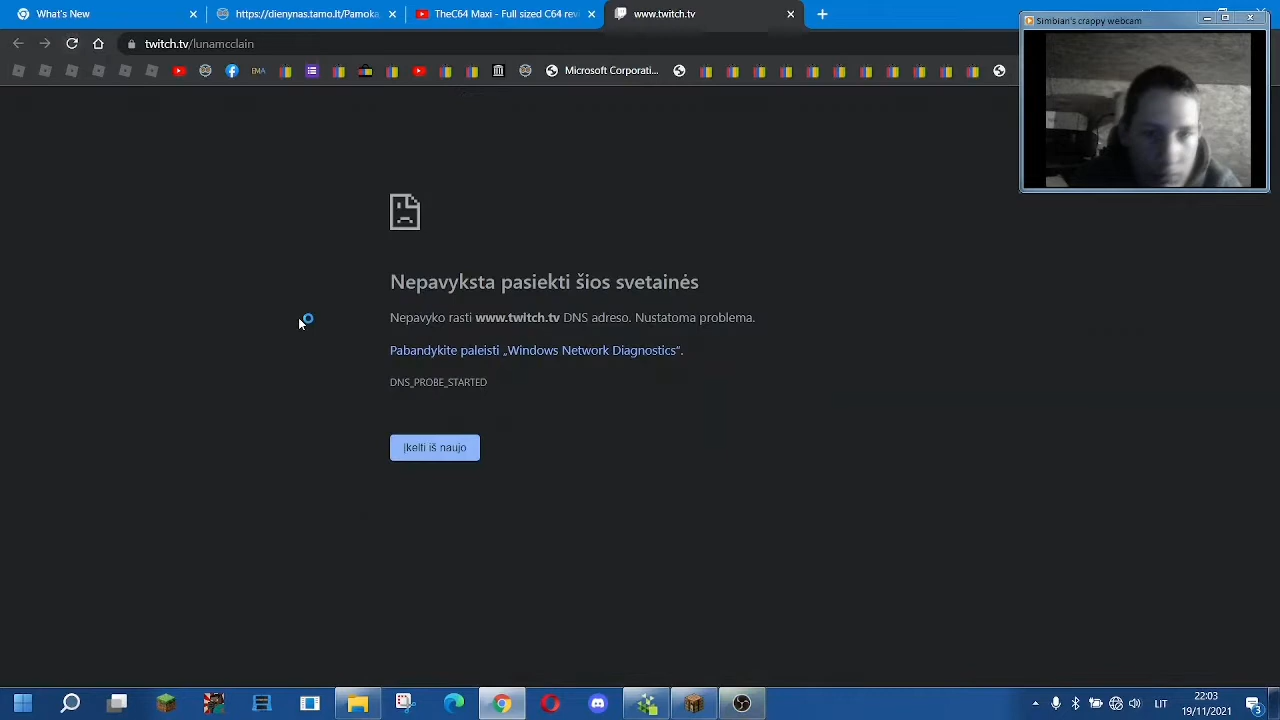 What's New
https://dienynas.tamo.lt/Pamoka
TheC64 Maxi - Full sized C64 rev
www.twitch.tv
Simbian's crappy webcam
twitch.tv/lunamcclain
EMA
Microsoft Corporati...
Nepavyksta pasiekti šios svetainės
Nepavyko rasti www.twitch.tv DNS adreso. Nustatoma problema.
Pabandykite paleisti „Windows Network Diagnostics“.
DNS_PROBE_STARTED
Įkelti iš naujo
LIT
22:03
19/11/2021
3